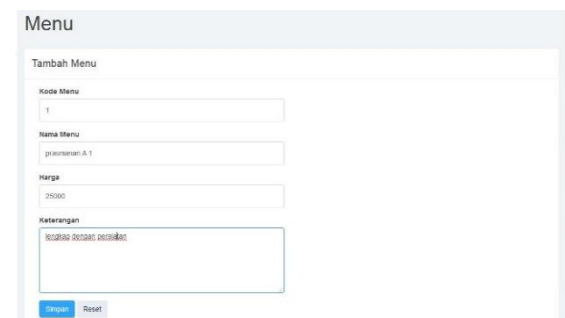 Menu
Tambah Menu
Kode Menu
1
Nama Menu
prasmanan A 1
Harga
25000
Keterangan
lengkap dengan peralatan
Simpan Reset